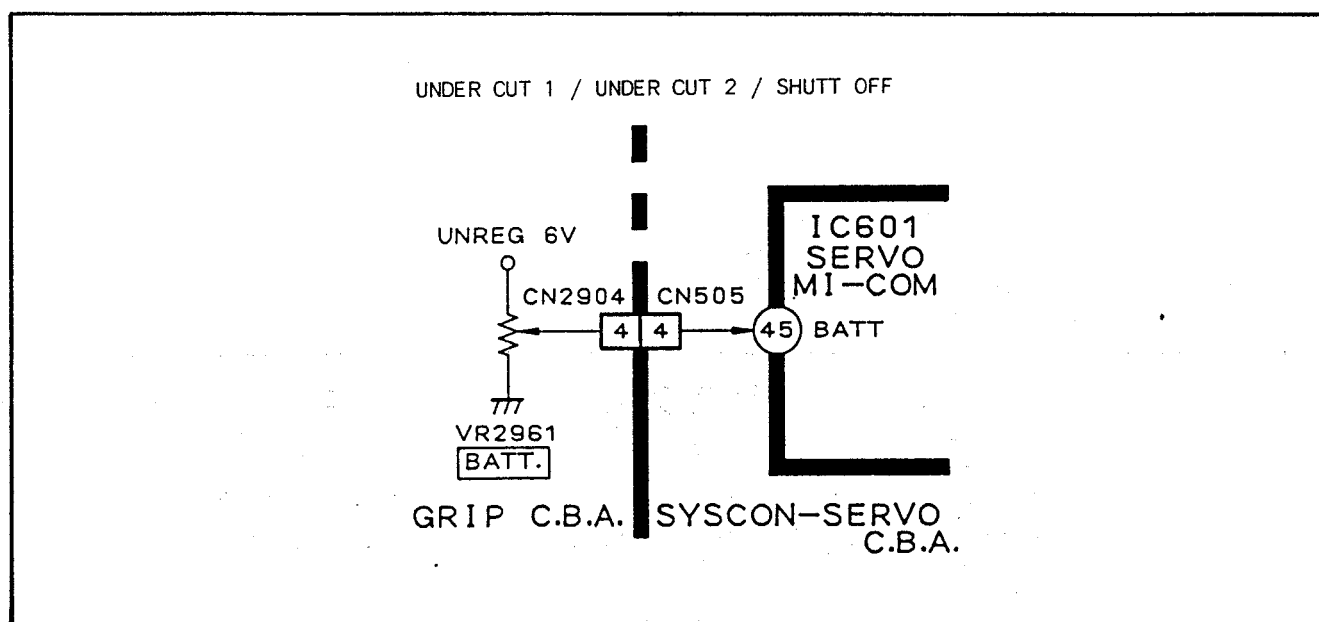 UNDER CUT 1 / UNDER CUT 2 / SHUTT OFF
UNREG 6V
CN2904
CN505
4
4
IC601
SERVO
MI-COM
45
BATT
VR2961
BATT.
GRIP C.B.A.
SYSCON-SERVO
C.B.A.